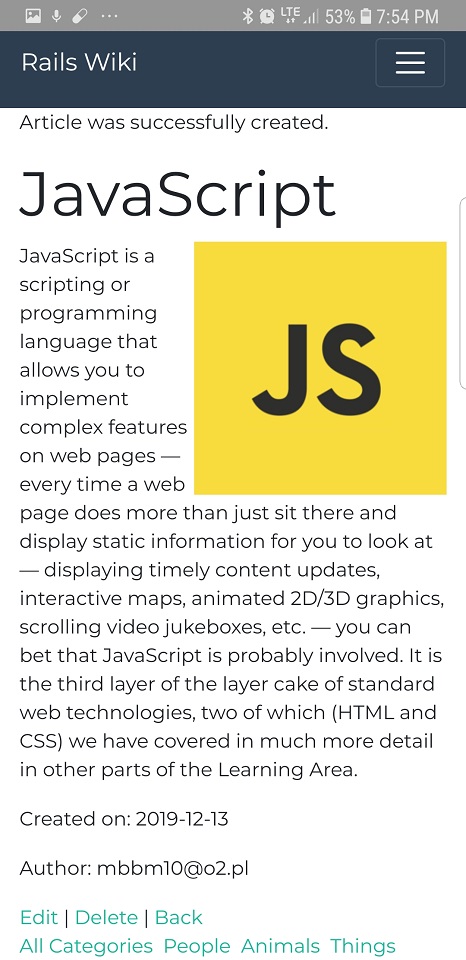 LTE 53% 7:54 PM
Rails Wiki
Article was successfully created.
JavaScript
JavaScript is a
scripting or
programming
language that
allows you to
implement
complex features
on web pages —
every time a web
JS
page does more than just sit there and
display static information for you to look at
— displaying timely content updates,
interactive maps, animated 2D/3D graphics,
scrolling video jukeboxes, etc. — you can
bet that JavaScript is probably involved. It is
the third layer of the layer cake of standard
web technologies, two of which (HTML and
CSS) we have covered in much more detail
in other parts of the Learning Area.
Created on: 2019-12-13
Author: mbbm10@o2.pl
Edit | Delete | Back
All Categories People Animals Things